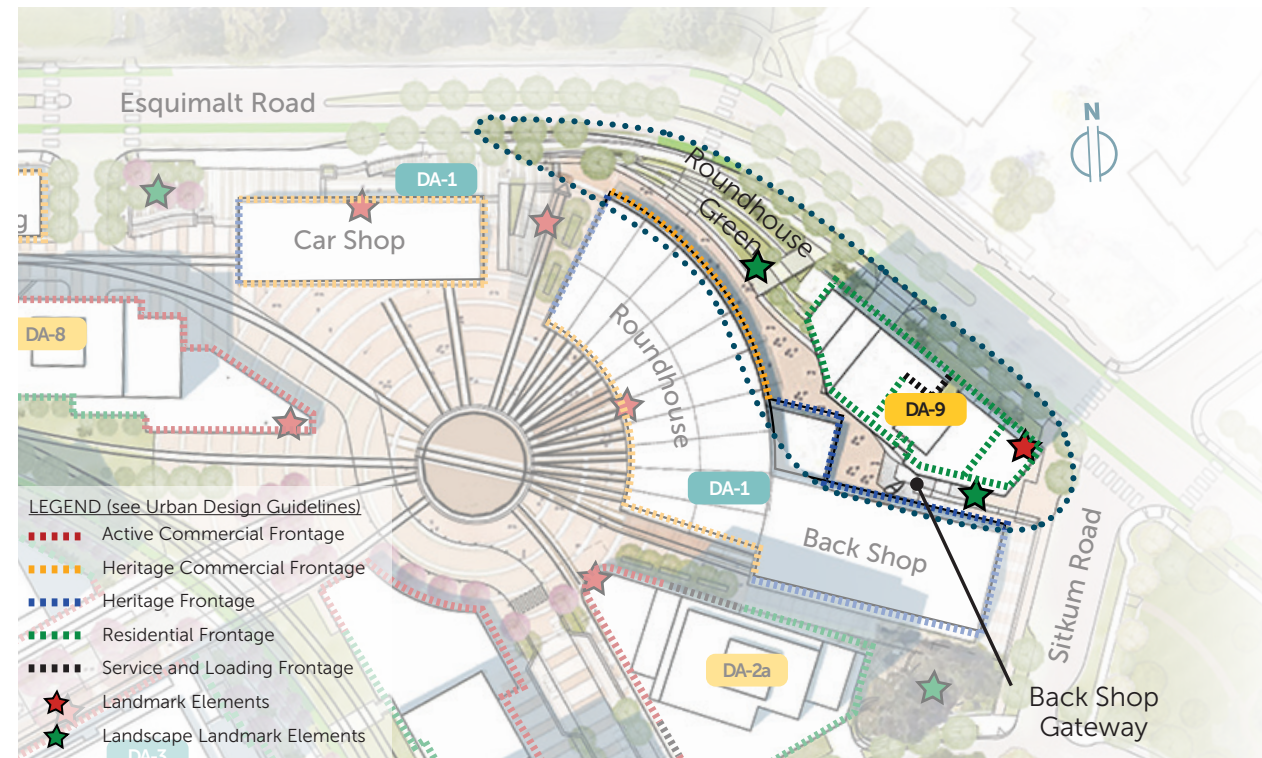 Esquimalt Road
N
DA-1
Roundhouse
Green
g
Car Shop
DA-8
Roundhouse
DA-9
DA-1
Back Shop
Sitkum Road
LEGEND (see Urban Design Guidelines)
Active Commercial Frontage
Heritage Commercial Frontage
Heritage Frontage
Residential Frontage
Service and Loading Frontage
Landmark Elements
Landscape Landmark Elements
DA-2a
Back Shop
Gateway
DA-3